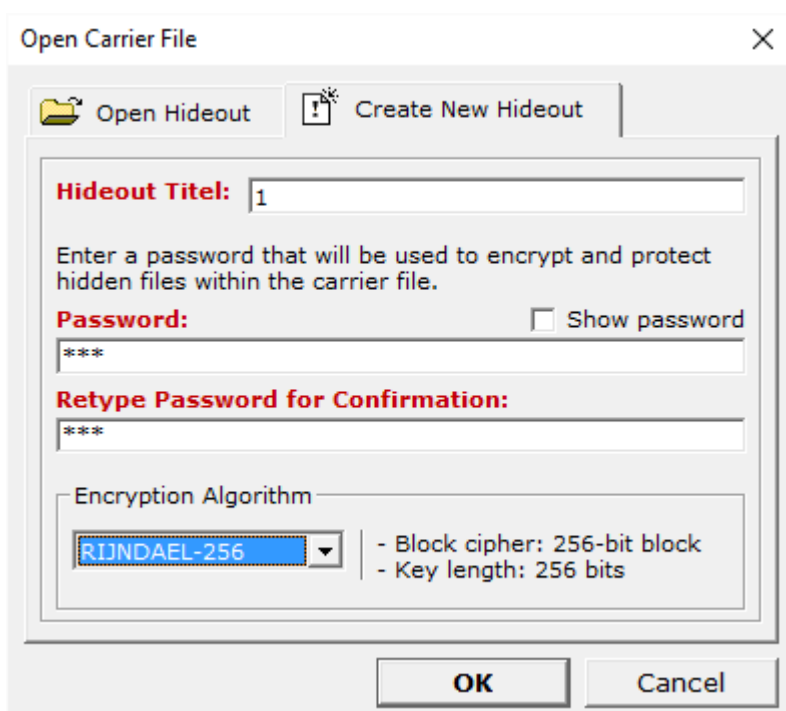 Open Carrier File
Open Hideout
Create New Hideout
Hideout Titel: 1
Enter a password that will be used to encrypt and protect
hidden files within the carrier file.
Password:
Show password
***
Retype Password for Confirmation:
***
Encryption Algorithm
RIJNDAEL-256
- Block cipher: 256-bit block
- Key length: 256 bits
OK
Cancel